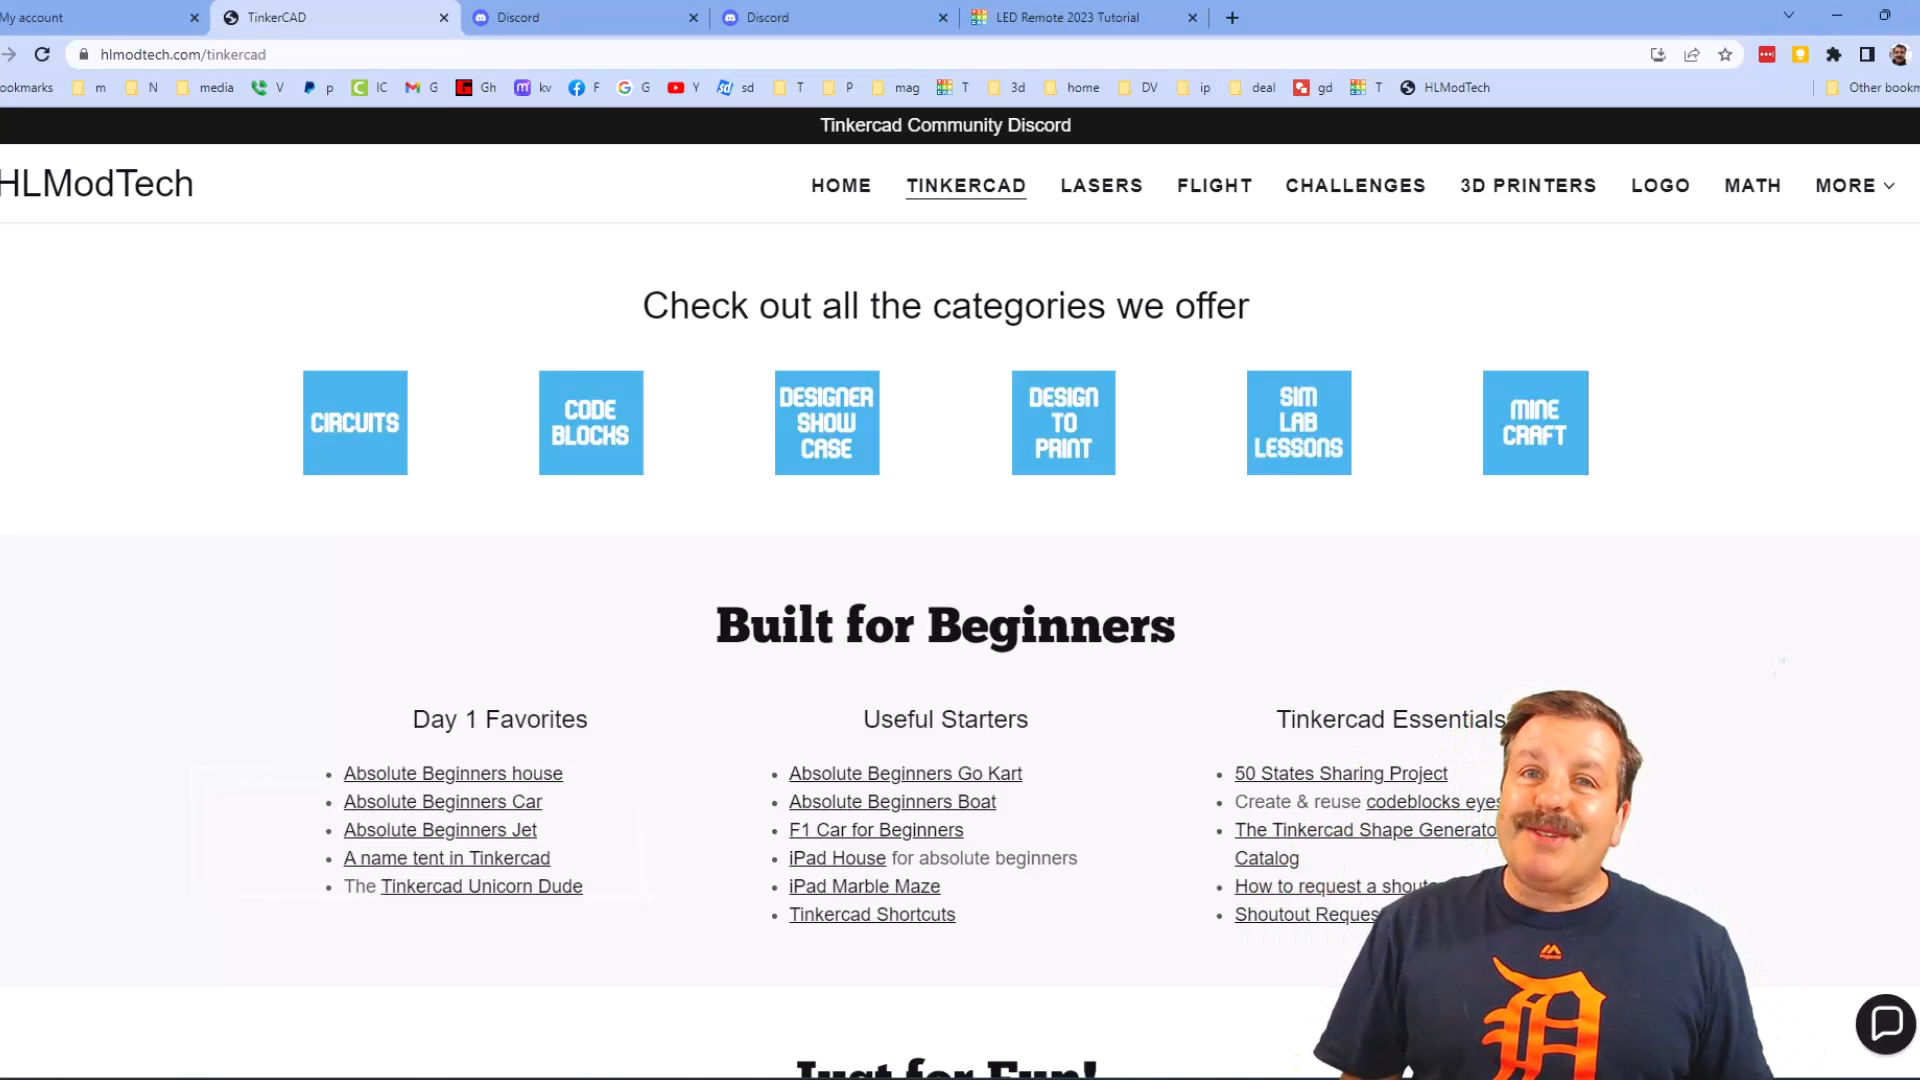 My account
TinkerCAD
Discord
Discord
LED Remote 2023 Tutorial
hlmodtech.com/tinkercad
ookmarks m N media V p IC G Gh kv F G Y sd T P mag T 3d home DV ip deal gd T HLModTech Other bookm
Tinkercad Community Discord
HLModTech
HOME TINKERCAD LASERS FLIGHT CHALLENGES 3D PRINTERS LOGO MATH MORE
Check out all the categories we offer
CIRCUITS
CODE
BLOCKS
DESIGNER
SHOW
CASE
DESIGN
TO
PRINT
SIM
LAB
LESSONS
MINE
CRAFT
Built for Beginners
Day 1 Favorites
Absolute Beginners house
Absolute Beginners Car
Absolute Beginners Jet
A name tent in Tinkercad
The Tinkercad Unicorn Dude
Useful Starters
Absolute Beginners Go Kart
Absolute Beginners Boat
F1 Car for Beginners
iPad House for absolute beginners
iPad Marble Maze
Tinkercad Shortcuts
Tinkercad Essentials
50 States Sharing Project
Create & reuse codeblocks eyes
The Tinkercad Shape Generato
Catalog
How to request a shout
Shoutout Reques
D
Just for Fun!